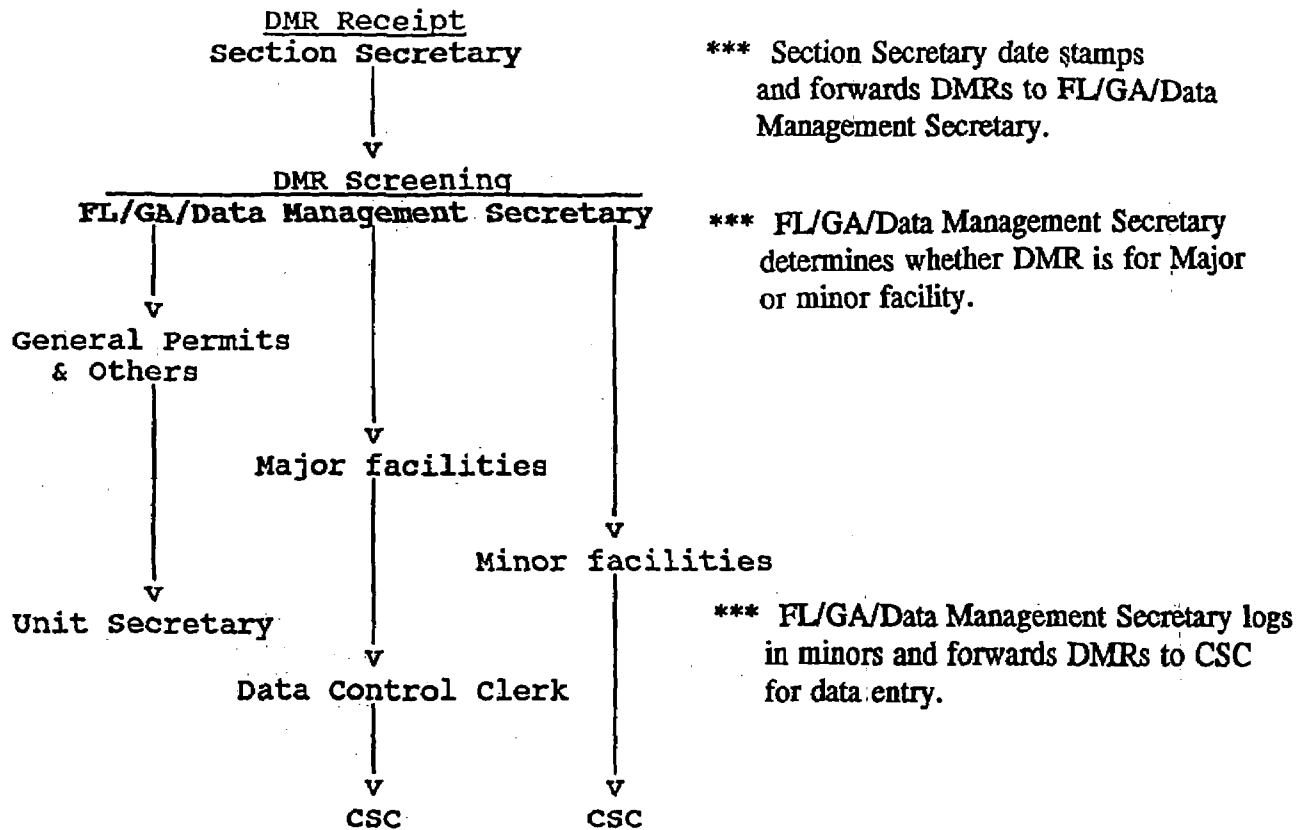 DMR Receipt
Section Secretary
*** Section Secretary date stamps
and forwards DMRs to FL/GA/Data
Management Secretary.
v
DMR Screening
FL/GA/Data Management Secretary
*** FL/GA/Data Management Secretary
determines whether DMR is for Major
or minor facility.
v
General Permits
& Others
v
Major facilities
v
Minor facilities
v
Unit Secretary
*** FL/GA/Data Management Secretary logs
in minors and forwards DMRs to CSC
for data entry.
v
Data Control Clerk
v v
CSC CSC